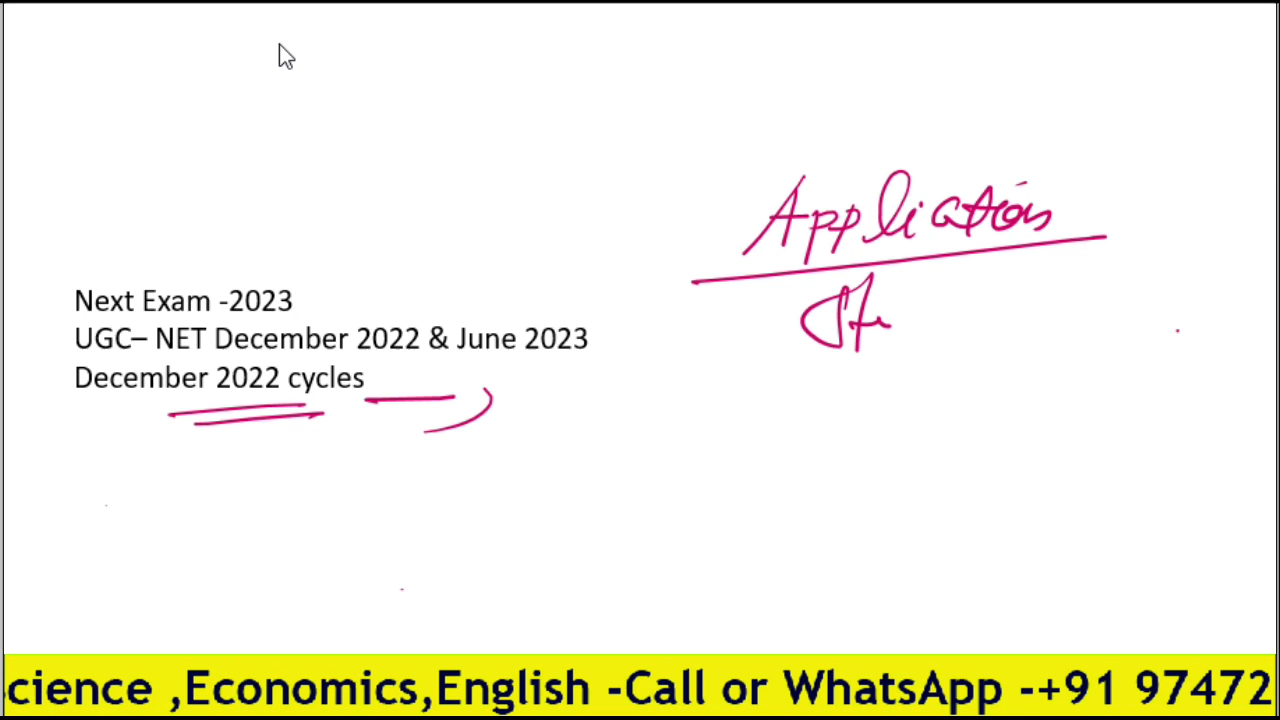 Next Exam -2023
UGC– NET December 2022 & June 2023
December 2022 cycles
Appliation
cience ,Economics,English -Call or WhatsApp -+91 97472